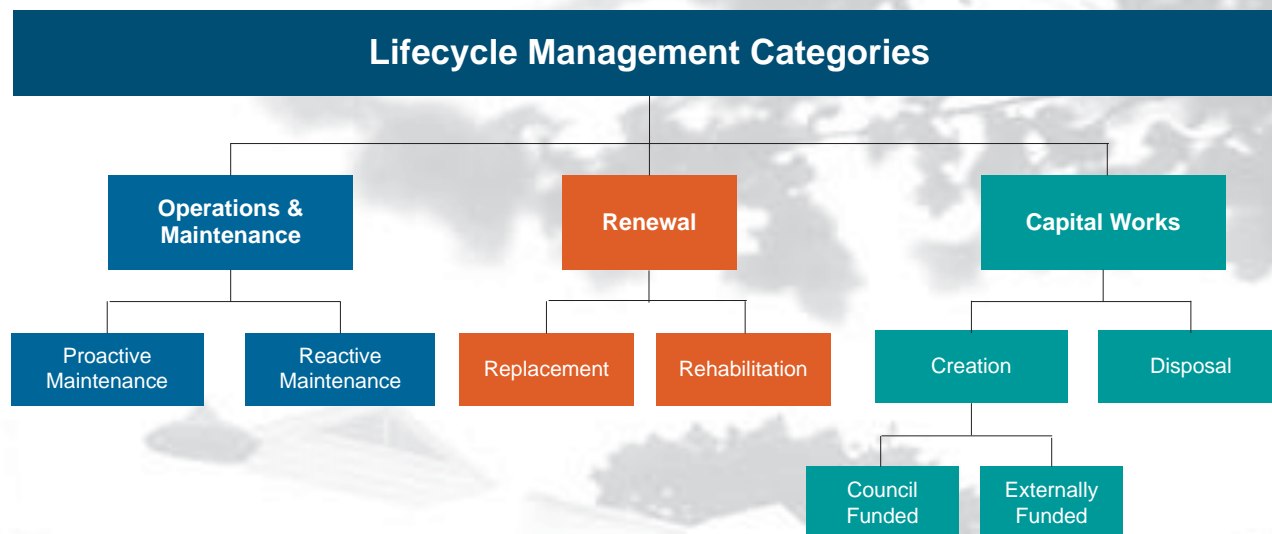 Lifecycle Management Categories
Operations &
Maintenance
Renewal
Capital Works
Proactive
Maintenance
Reactive
Maintenance
Replacement
Rehabilitation
Creation
Disposal
Council
Funded
Externally
Funded